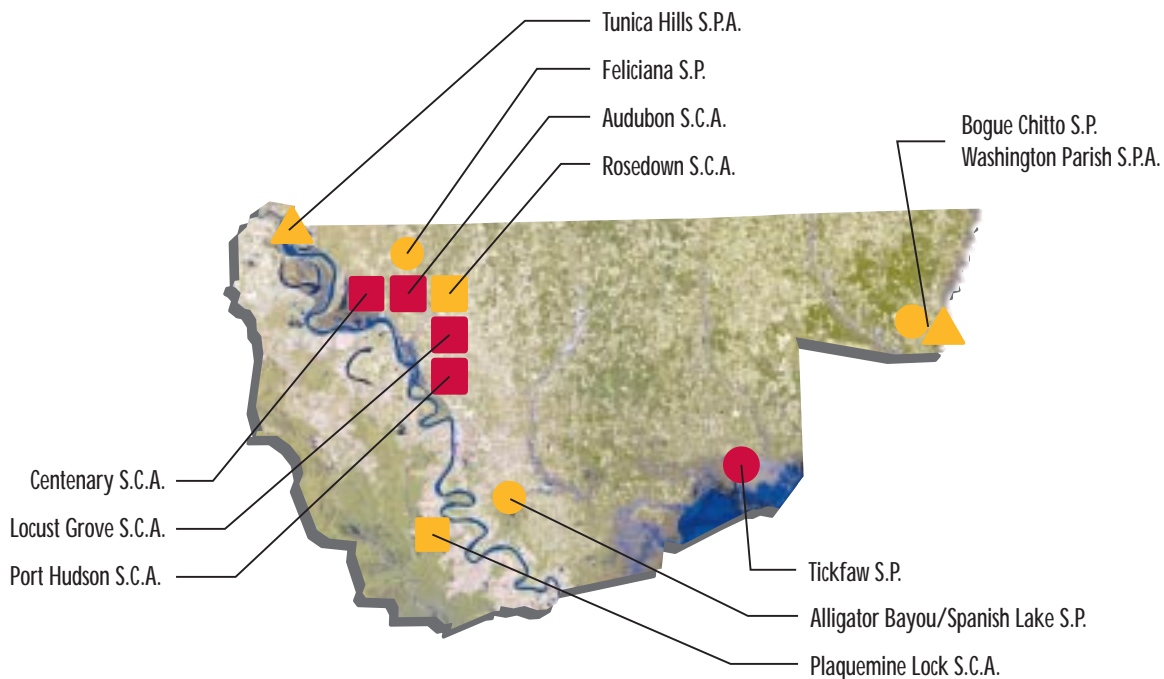 Tunica Hills S.P.A.
Feliciana S.P.
Audubon S.C.A.
Rosedown S.C.A.
Bogue Chitto S.P.
Washington Parish S.P.A.
Centenary S.C.A.
Locust Grove S.C.A.
Port Hudson S.C.A.
Tickfaw S.P.
Alligator Bayou/Spanish Lake S.P.
Plaquemine Lock S.C.A.